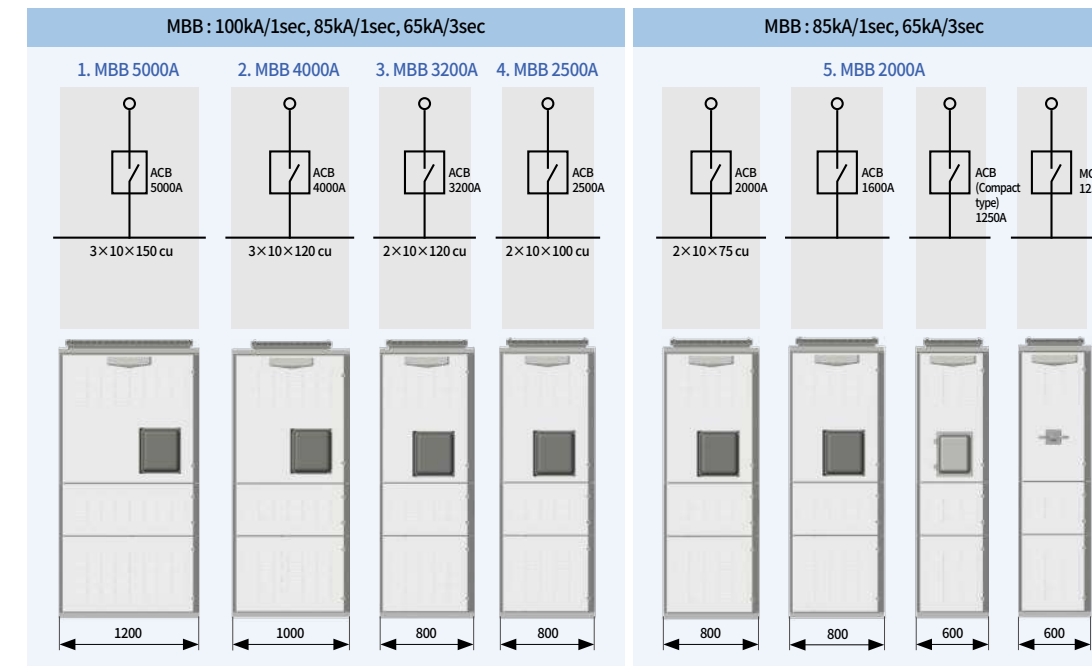 MBB : 100kA/1sec, 85kA/1sec, 65kA/3sec
MBB : 85kA/1sec, 65kA/3sec
1. MBB 5000A
2. MBB 4000A
3. MBB 3200A
4. MBB 2500A
5. MBB 2000A
ACB
5000A
ACB
4000A
ACB
3200A
ACB
2500A
ACB
2000A
ACB
1600A
ACB
(Compact
type)
1250A
3×10×150 cu
3×10×120 cu
2×10×120 cu
2×10×100 cu
2×10×75 cu
1200
1000
800
800
800
800
600
600